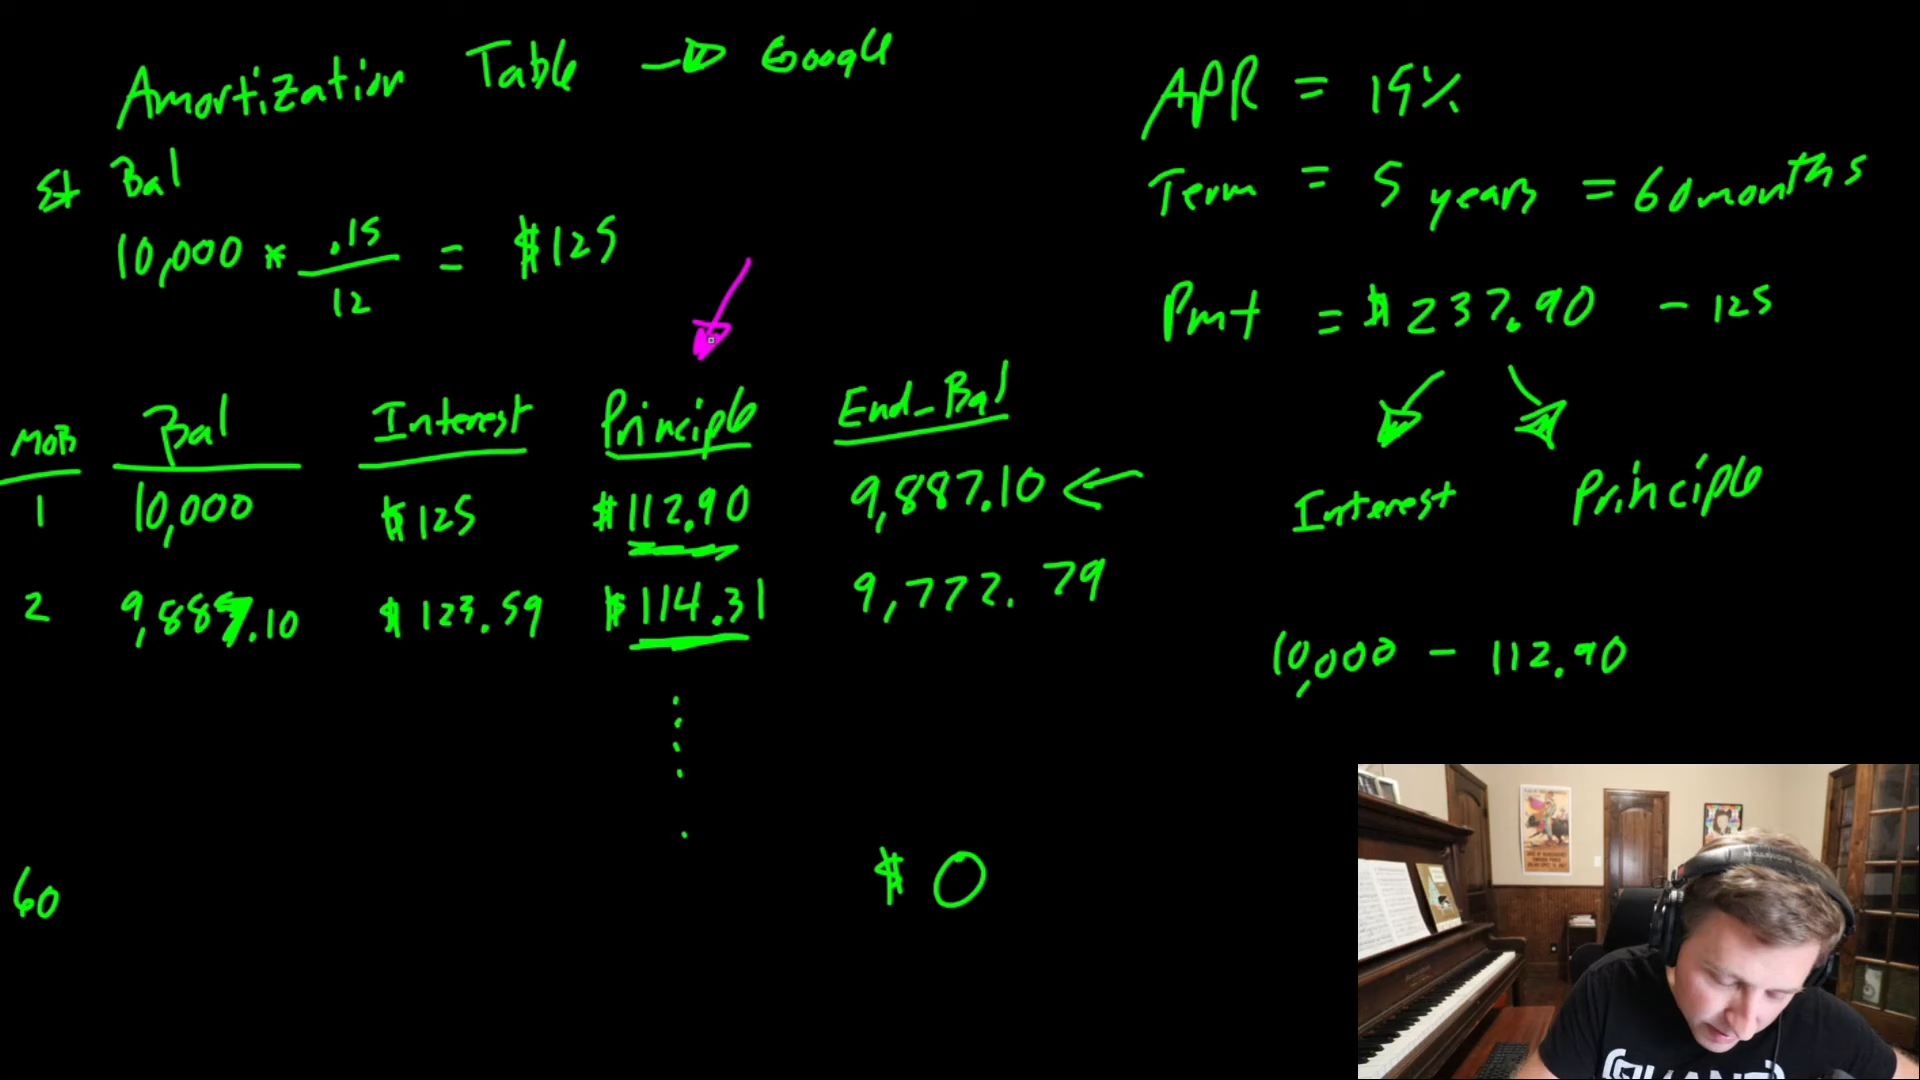 Amortization Table → Google
St Bal
10,000 * .15/12 = $125
MOB Bal Interest Principle End_Bal
1 10,000 $125 $112.90 9,887.10 ←
2 9,887.10 $123.59 $114.31 9,772.79
60 $0
APR = 15%
Term = 5 years = 60 months
Pmt = $237.90 - 125
Interest Principle
10,000 - 112.90